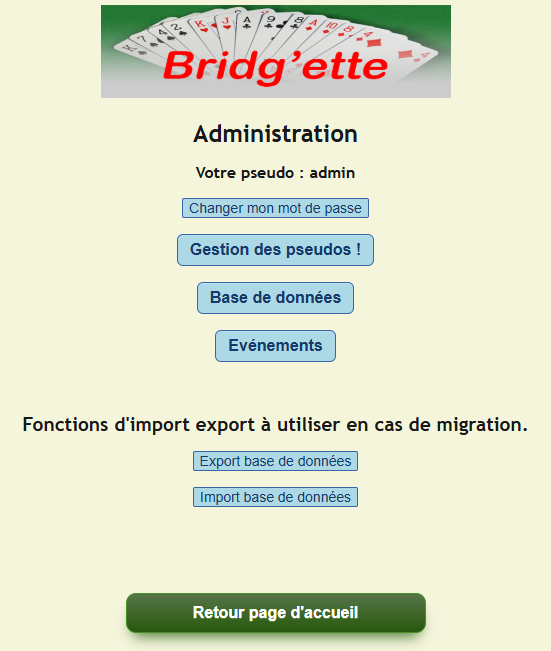 Bridg'ette
Administration
Votre pseudo : admin
Changer mon mot de passe
Gestion des pseudos !
Base de données
Evénements
Fonctions d'import export à utiliser en cas de migration.
Export base de données
Import base de données
Retour page d'accueil